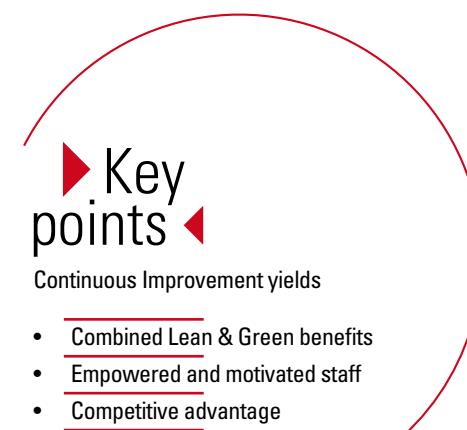 Key
points
Continuous Improvement yields
• Combined Lean & Green benefits
• Empowered and motivated staff
• Competitive advantage